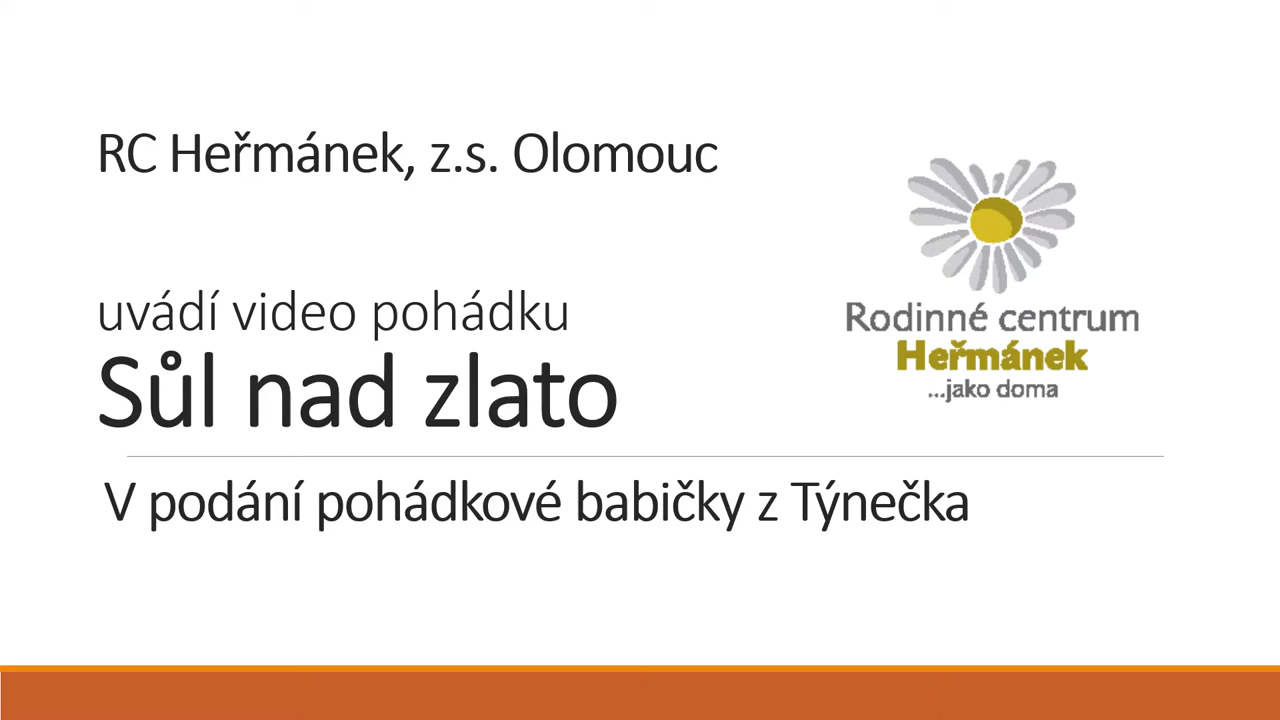 RC Heřmánek, z.s. Olomouc
uvádí video pohádku
Sůl nad zlato
Rodinné centrum
Heřmánek
...jako doma
V podání pohádkové babičky z Týnečka